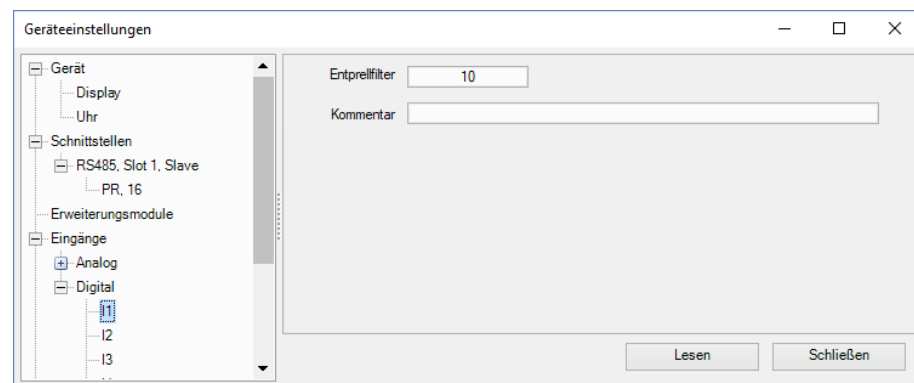 Geräteeinstellungen
Gerät
Display
Uhr
Schnittstellen
RS485, Slot 1, Slave
PR, 16
Erweiterungsmodule
Eingänge
Analog
Digital
I1
I2
I3
Entprellfilter 10
Kommentar
Lesen Schließen